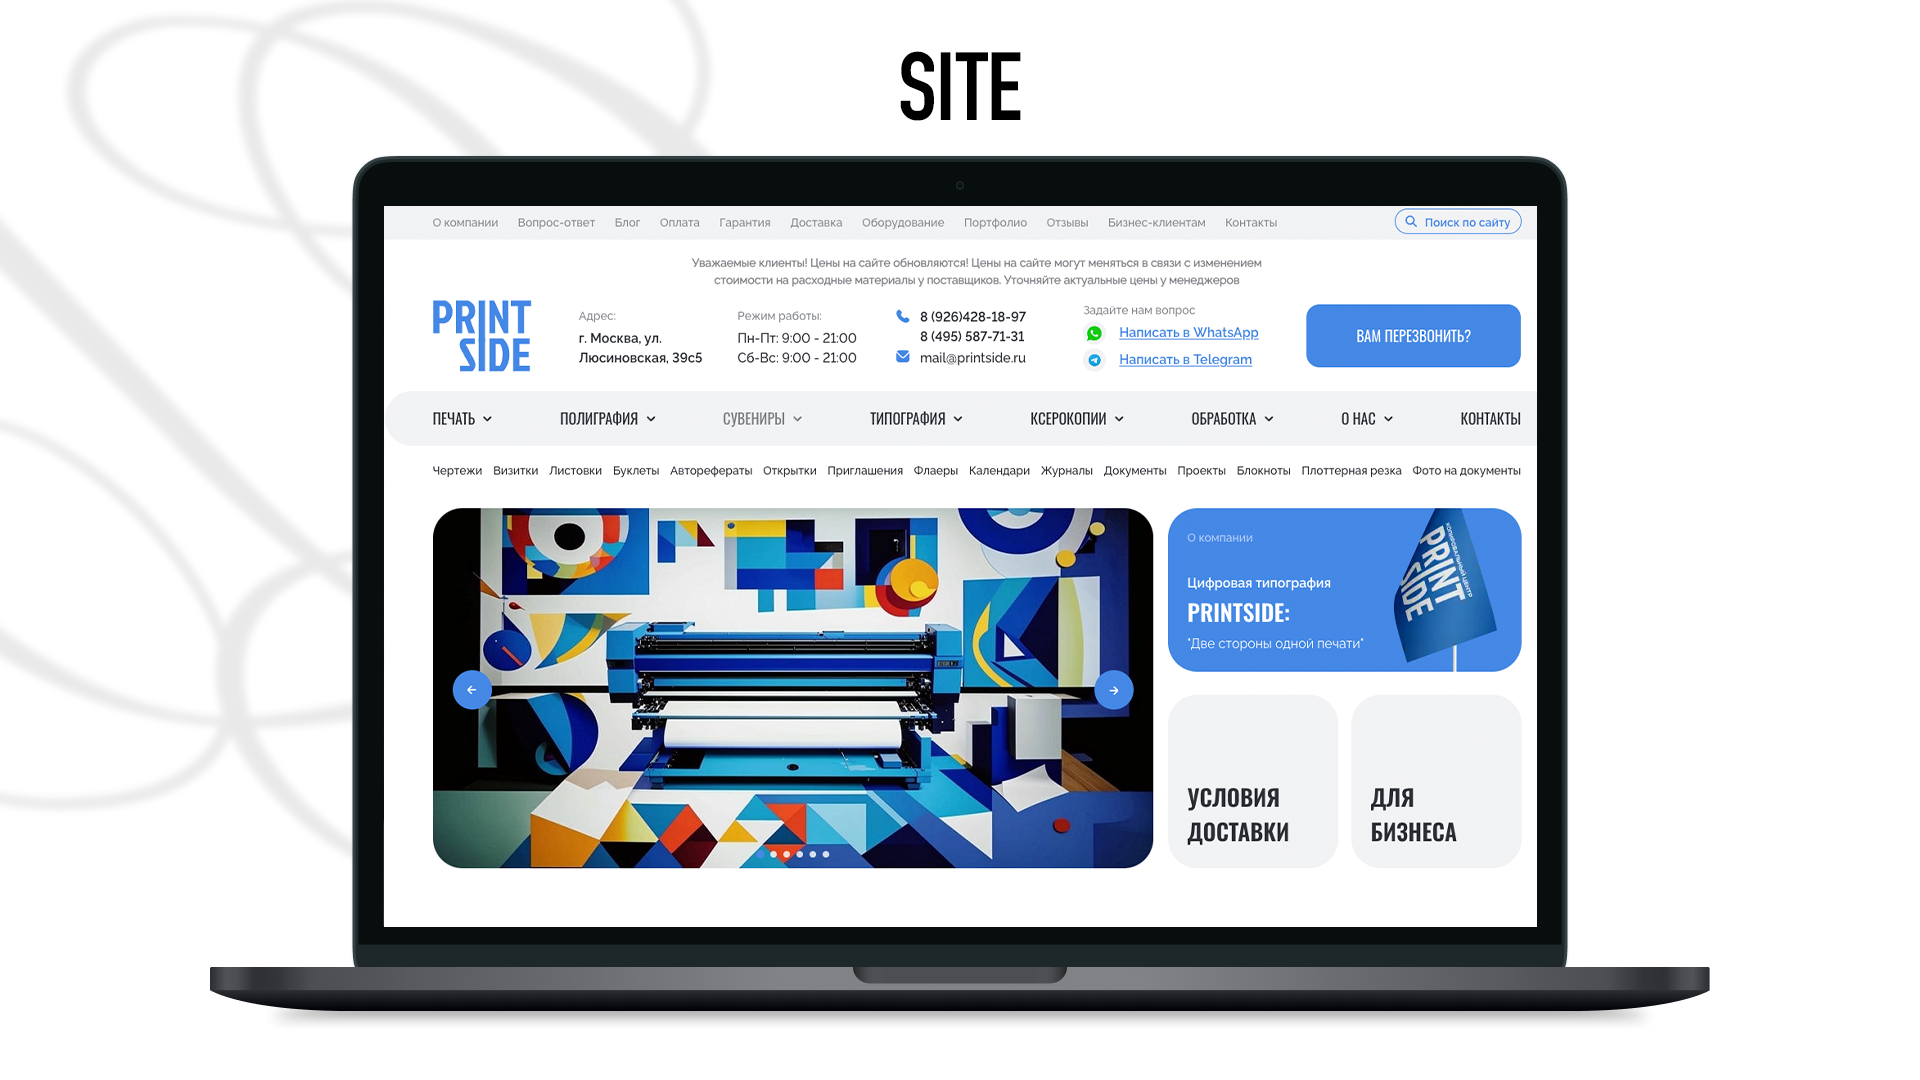 SITE
О компании Вопрос-ответ Блог Оплата Гарантия Доставка Оборудование Портфолио Отзывы Бизнес-клиентам Контакты Поиск по сайту
Уважаемые клиенты! Цены на сайте обновляются! Цены на сайте могут меняться в связи с изменением
стоимости на расходные материалы у поставщиков. Уточняйте актуальные цены у менеджеров
PRINT
SIDE
Адрес:
г. Москва, ул.
Люсиновская, 39с5
Режим работы:
Пн-Пт: 9:00 - 21:00
Сб-Вс: 9:00 - 21:00
8 (926)428-18-97
8 (495) 587-71-31
mail@printside.ru
Задайте нам вопрос
Написать в WhatsApp
Написать в Telegram
ВАМ ПЕРЕЗВОНИТЬ?
ПЕЧАТЬ ПОЛИГРАФИЯ СУВЕНИРЫ ТИПОГРАФИЯ КСЕРОКОПИИ ОБРАБОТКА О НАС КОНТАКТЫ
Чертежи Визитки Листовки Буклеты Авторефераты Открытки Приглашения Флаеры Календари Журналы Документы Проекты Блокноты Плоттерная резка Фото на документы
О компании
Цифровая типография
PRINTSIDE:
"Две стороны одной печати"
КОПИРОВАЛЬНЫЙ ЦЕНТР
PRINT
SIDE
УСЛОВИЯ
ДОСТАВКИ
ДЛЯ
БИЗНЕСА